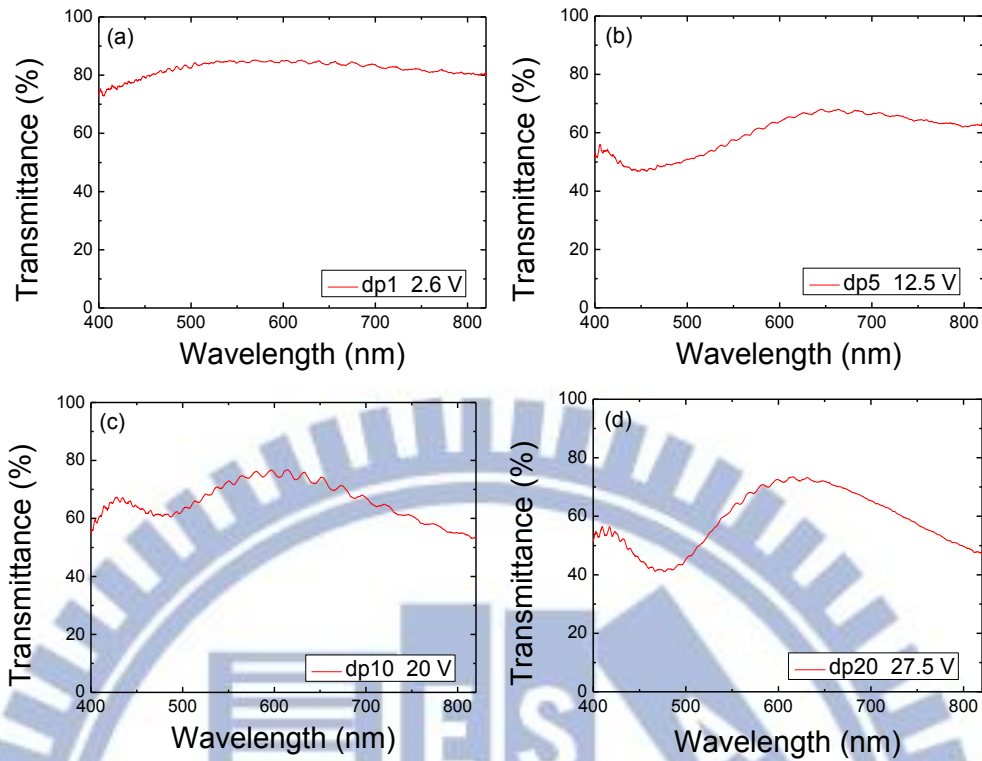 (a)
100
80
60
40
20
0
Transmittance (%)
dp1 2.6 V
400 500 600 700 800
Wavelength (nm)
(b)
100
80
60
40
20
0
Transmittance (%)
dp5 12.5 V
400 500 600 700 800
Wavelength (nm)
(c)
100
80
60
40
20
0
Transmittance (%)
dp10 20 V
400 500 600 700 800
Wavelength (nm)
(d)
100
80
60
40
20
0
Transmittance (%)
dp20 27.5 V
400 500 600 700 800
Wavelength (nm)
E S